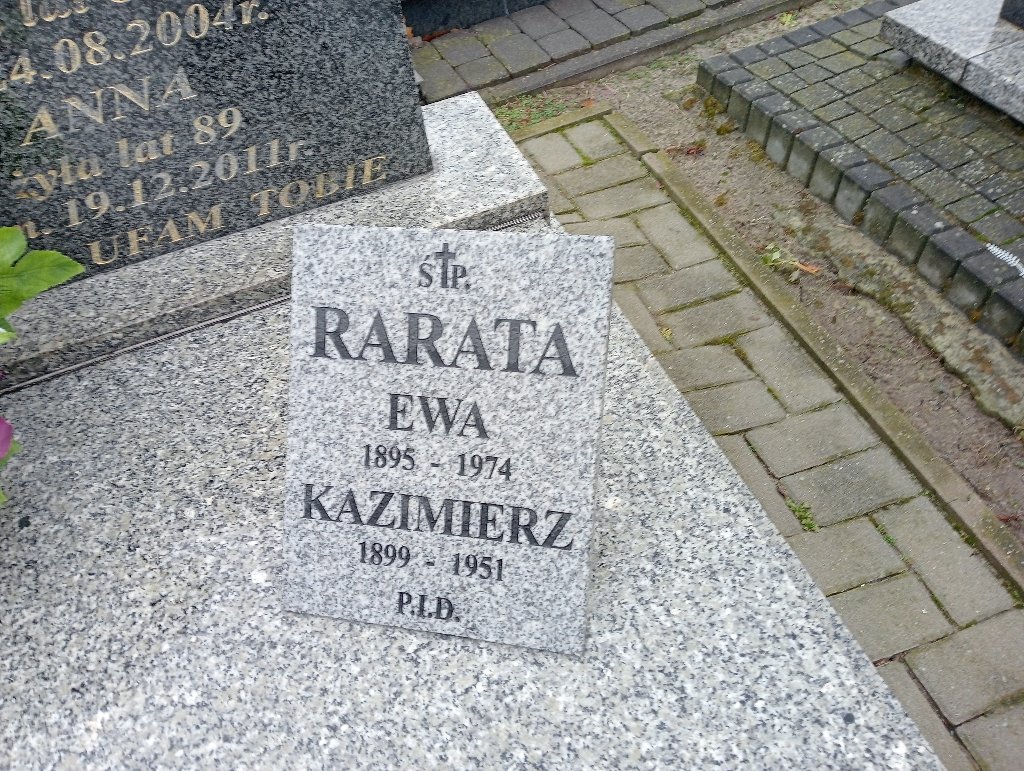 lat
4.08.2004r.
ANNA
żyła lat 89
m. 19.12.2011r.
UFAM TOBIE
Ś†P.
RARATA
EWA
1895 - 1974
KAZIMIERZ
1899 - 1951
P.I.D.